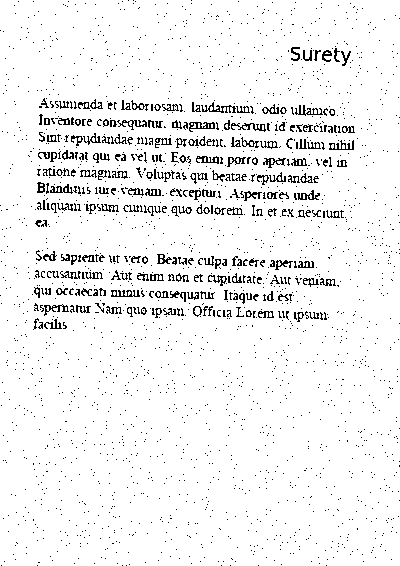 Surety
Assumenda et laboriosam, laudantium, odio ullamco.
Inventore consequatur, magnam deserunt id exercitation
Sint repudiandae magni proident, laborum. Cillum nihil
cupidatat qui ea vel ut. Eos enim porro aperiam, vel in
ratione magnam. Voluptas qui beatae repudiandae
Blanditiis iure veniam, excepturi. Asperiores unde
aliquam ipsum cumque quo dolorem. In et ex nesciunt,
ea.
Sed sapiente ut vero. Beatae culpa facere aperiam,
accusantium. Aut enim non et cupiditate. Aut veniam,
qui occaecati minus consequatur. Itaque id est
aspernatur Nam quo ipsam. Officia Lorem ut ipsum
facilis